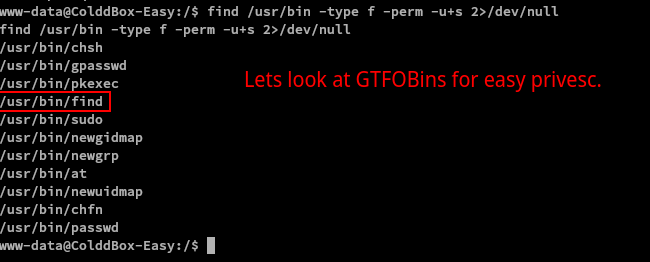 www-data@ColddBox-Easy:/$ find /usr/bin -type f -perm -u+s 2>/dev/null
find /usr/bin -type f -perm -u+s 2>/dev/null
/usr/bin/chsh
/usr/bin/gpasswd
/usr/bin/pkexec
Lets look at GTFOBins for easy privesc.
/usr/bin/find
/usr/bin/sudo
/usr/bin/newgidmap
/usr/bin/newgrp
/usr/bin/at
/usr/bin/newuidmap
/usr/bin/chfn
/usr/bin/passwd
www-data@ColddBox-Easy:/$